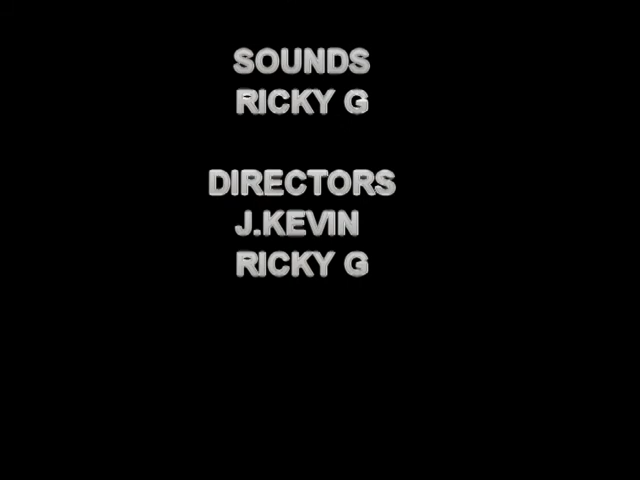 SOUNDS
RICKY G
DIRECTORS
J.KEVIN
RICKY G